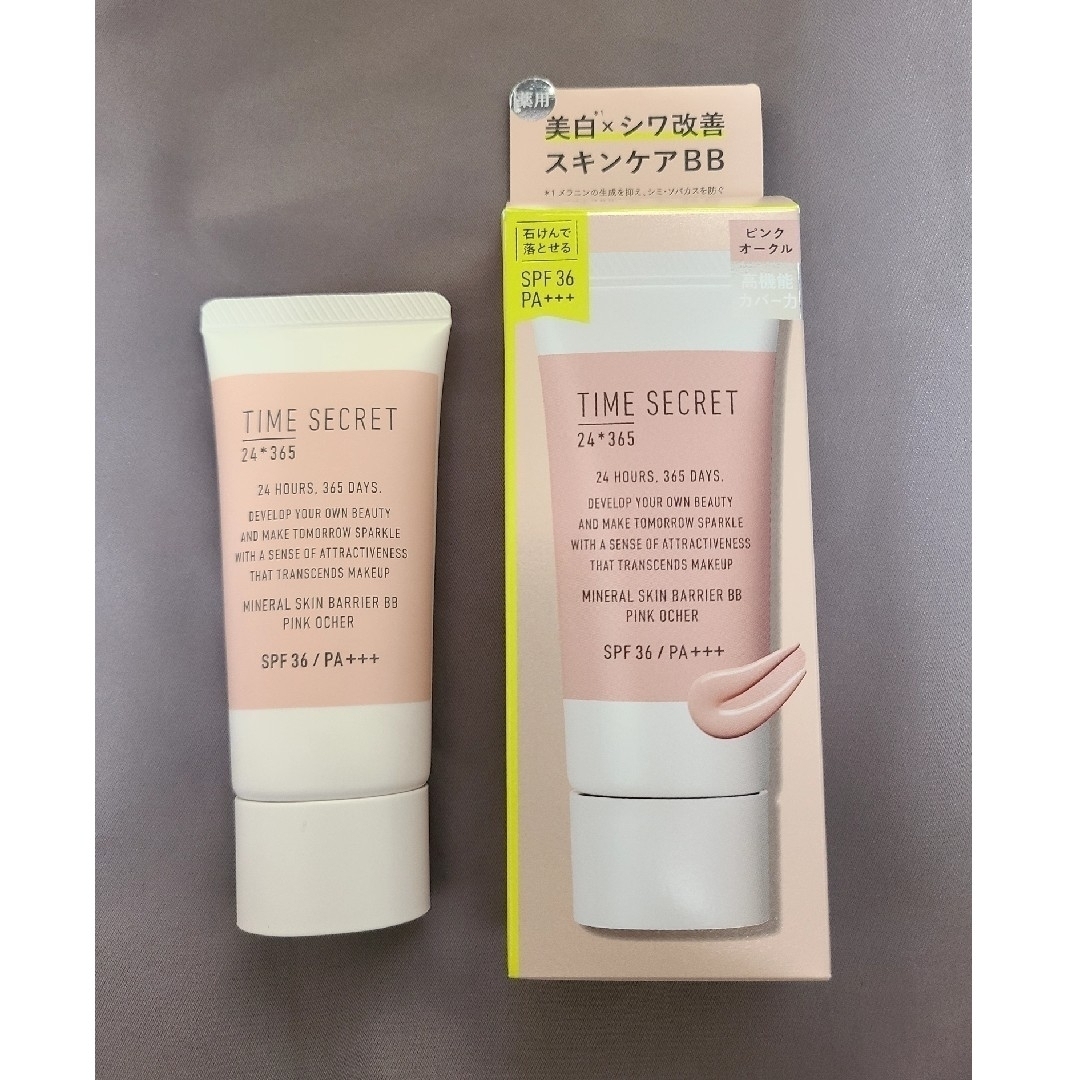 TIME SECRET
24*365
24 HOURS. 365 DAYS.
DEVELOP YOUR OWN BEAUTY
AND MAKE TOMORROW SPARKLE
WITH A SENSE OF ATTRACTIVENESS
THAT TRANSCENDS MAKEUP
MINERAL SKIN BARRIER BB
PINK OCHER
SPF 36 / PA+++
薬用
美白*1×シワ改善
スキンケアBB
*1 メラニンの生成を抑え、シミ・ソバカスを防ぐ
石けんで
落とせる
SPF 36
PA+++
ピンク
オークル
高機能
カバー力
TIME SECRET
24*365
24 HOURS. 365 DAYS.
DEVELOP YOUR OWN BEAUTY
AND MAKE TOMORROW SPARKLE
WITH A SENSE OF ATTRACTIVENESS
THAT TRANSCENDS MAKEUP
MINERAL SKIN BARRIER BB
PINK OCHER
SPF 36 / PA+++